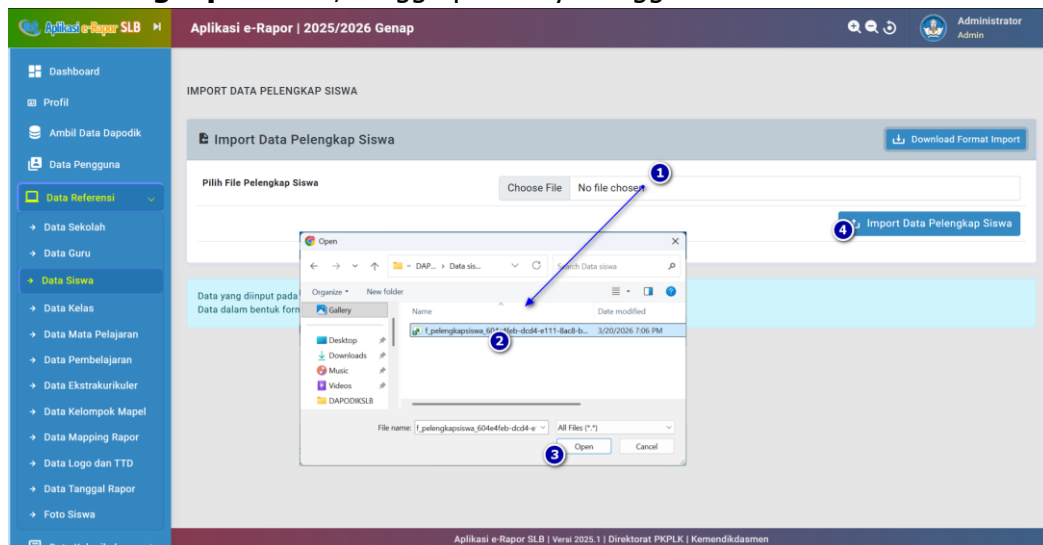 Aplikasi e-Rapor SLB
Aplikasi e-Rapor | 2025/2026 Genap
Administrator
Admin
Dashboard
Profil
Ambil Data Dapodik
Data Pengguna
Data Referensi
Data Sekolah
Data Guru
Data Siswa
Data Kelas
Data Mata Pelajaran
Data Pembelajaran
Data Ekstrakurikuler
Data Kelompok Mapel
Data Mapping Rapor
Data Logo dan TTD
Data Tanggal Rapor
Foto Siswa
IMPORT DATA PELENGKAP SISWA
Import Data Pelengkap Siswa
Download Format Import
Pilih File Pelengkap Siswa
Choose File No file chosen
1
4 Import Data Pelengkap Siswa
Data yang diinput pada
Data dalam bentuk form
Open
DAP... › Data sis...
Search Data siswa
Organize
New folder
Gallery
Desktop
Downloads
Music
Videos
DAPODIKSLB
Name
Date modified
3/20/2026 7:06 PM
2
File name: f_pelengkapsiswa_604e4feb-dcd4-e
All Files (*.*)
3
Open
Cancel
Aplikasi e-Rapor SLB | Versi 2025.1 | Direktorat PKPLK | Kemendikdasmen